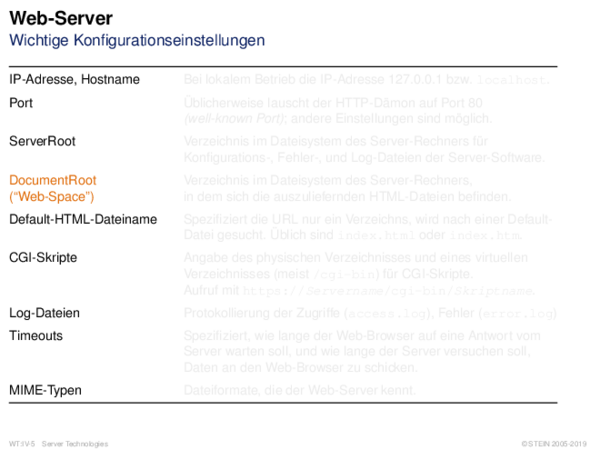 Web-Server
Wichtige Konfigurationseinstellungen
IP-Adresse, Hostname Bei lokalem Betrieb die IP-Adresse 127.0.0.1 bzw. localhost.
Port Üblicherweise lauscht der HTTP-Dämon auf Port 80
(well-known Port); andere Einstellungen sind möglich.
ServerRoot Verzeichnis im Dateisystem des Server-Rechners für
Konfigurations-, Fehler-, und Log-Dateien der Server-Software.
DocumentRoot Verzeichnis im Dateisystem des Server-Rechners,
("Web-Space") in dem sich die auszuliefernden HTML-Dateien befinden.
Default-HTML-Dateiname Spezifiziert die URL nur ein Verzeichns, wird nach einer Default-
Datei gesucht. Üblich sind index.html oder index.htm.
CGI-Skripte Angabe des physischen Verzeichnisses und eines virtuellen
Verzeichnisses (meist /cgi-bin) für CGI-Skripte.
Aufruf mit https://Servername/cgi-bin/Skriptname.
Log-Dateien Protokollierung der Zugriffe (access.log), Fehler (error.log)
Timeouts Spezifiziert, wie lange der Web-Browser auf eine Antwort vom
Server warten soll, und wie lange der Server versuchen soll,
Daten an den Web-Browser zu schicken.
MIME-Typen Dateiformate, die der Web-Server kennt.
WT:IV-5 Server Technologies © STEIN 2005-2019